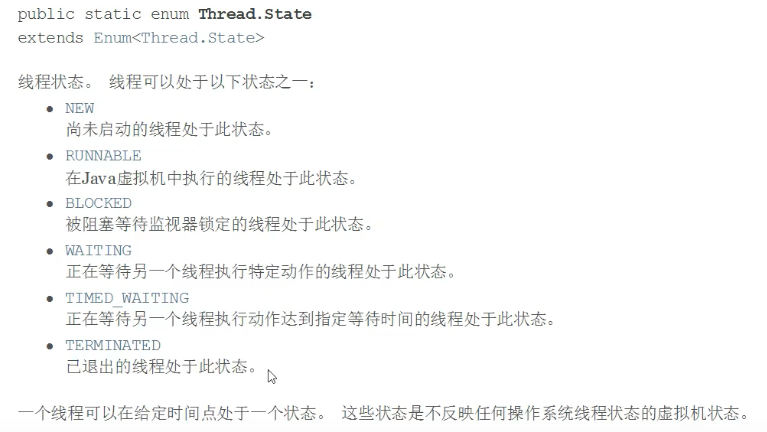 public static enum Thread.State
extends Enum<Thread.State>
线程状态。 线程可以处于以下状态之一：
• NEW
尚未启动的线程处于此状态。
• RUNNABLE
在Java虚拟机中执行的线程处于此状态。
• BLOCKED
被阻塞等待监视器锁定的线程处于此状态。
• WAITING
正在等待另一个线程执行特定动作的线程处于此状态。
• TIMED_WAITING
正在等待另一个线程执行动作达到指定等待时间的线程处于此状态。
• TERMINATED
已退出的线程处于此状态。
一个线程可以在给定时间点处于一个状态。 这些状态是不反映任何操作系统线程状态的虚拟机状态。